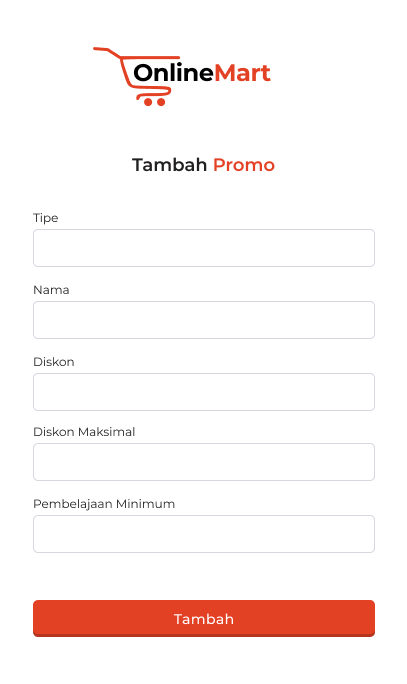 OnlineMart
Tambah Promo
Tipe
Nama
Diskon
Diskon Maksimal
Pembelajaan Minimum
Tambah